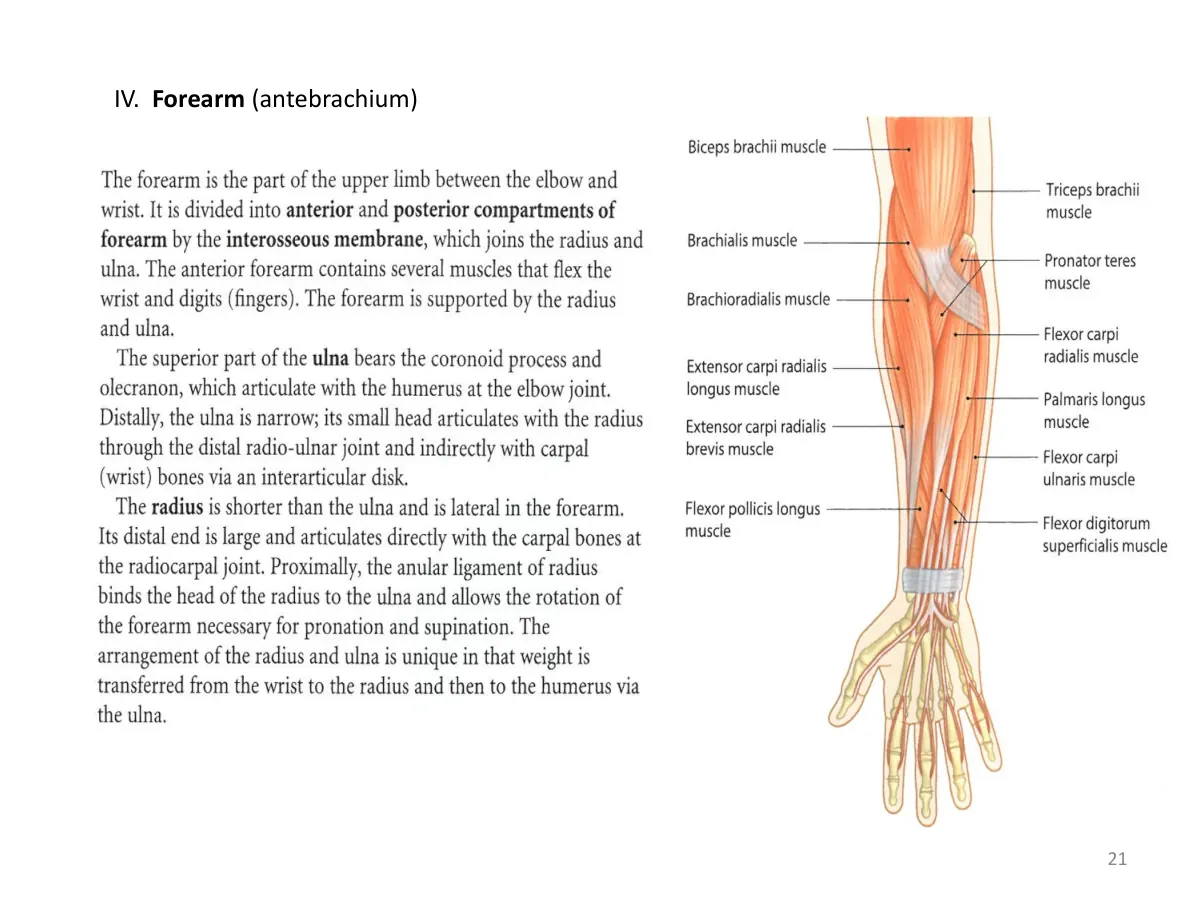 IV. Forearm (antebrachium)
The forearm is the part of the upper limb between the elbow and
wrist. It is divided into anterior and posterior compartments of
forearm by the interosseous membrane, which joins the radius and
ulna. The anterior forearm contains several muscles that flex the
wrist and digits (fingers). The forearm is supported by the radius
and ulna.
The superior part of the ulna bears the coronoid process and
olecranon, which articulate with the humerus at the elbow joint.
Distally, the ulna is narrow; its small head articulates with the radius
through the distal radio-ulnar joint and indirectly with carpal
(wrist) bones via an interarticular disk.
The radius is shorter than the ulna and is lateral in the forearm.
Its distal end is large and articulates directly with the carpal bones at
the radiocarpal joint. Proximally, the anular ligament of radius
binds the head of the radius to the ulna and allows the rotation of
the forearm necessary for pronation and supination. The
arrangement of the radius and ulna is unique in that weight is
transferred from the wrist to the radius and then to the humerus via
the ulna.
Biceps brachii muscle
Brachialis muscle
Brachioradialis muscle
Extensor carpi radialis
longus muscle
Extensor carpi radialis
brevis muscle
Flexor pollicis longus
muscle
Triceps brachii
muscle
Pronator teres
muscle
Flexor carpi
radialis muscle
Palmaris longus
muscle
Flexor carpi
ulnaris muscle
Flexor digitorum
superficialis muscle
21